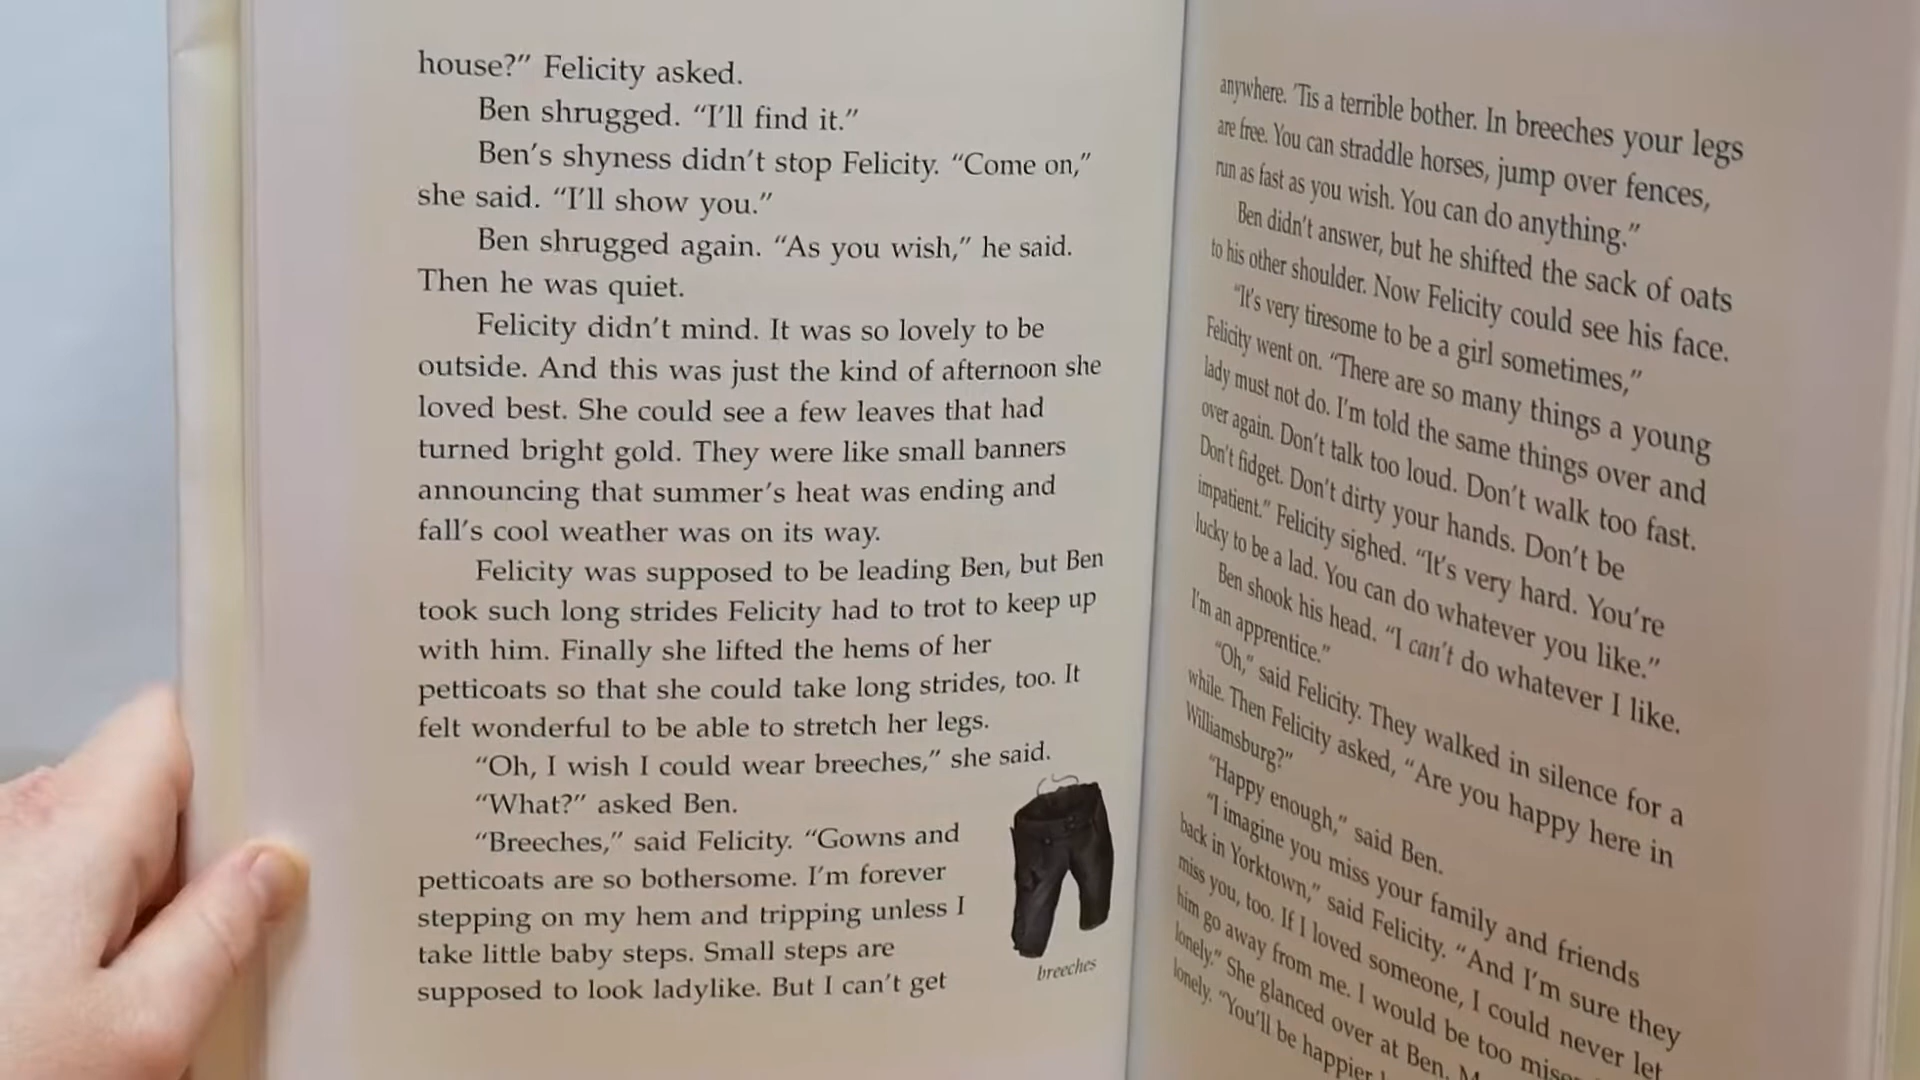 house?” Felicity asked.
Ben shrugged. “I’ll find it.”
Ben’s shyness didn’t stop Felicity. “Come on,”
she said. “I’ll show you.”
Ben shrugged again. “As you wish,” he said.
Then he was quiet.
Felicity didn’t mind. It was so lovely to be
outside. And this was just the kind of afternoon she
loved best. She could see a few leaves that had
turned bright gold. They were like small banners
announcing that summer’s heat was ending and
fall’s cool weather was on its way.
Felicity was supposed to be leading Ben, but Ben
took such long strides Felicity had to trot to keep up
with him. Finally she lifted the hems of her
petticoats so that she could take long strides, too. It
felt wonderful to be able to stretch her legs.
“Oh, I wish I could wear breeches,” she said.
“What?” asked Ben.
“Breeches,” said Felicity. “Gowns and
petticoats are so bothersome. I’m forever
stepping on my hem and tripping unless I
take little baby steps. Small steps are
supposed to look ladylike. But I can’t get
breeches
anywhere. ’Tis a terrible bother. In breeches your legs
are free. You can straddle horses, jump over fences,
run as fast as you wish. You can do anything.”
Ben didn’t answer, but he shifted the sack of oats
to his other shoulder. Now Felicity could see his face.
“It’s very tiresome to be a girl sometimes,”
Felicity went on. “There are so many things a young
lady must not do. I’m told the same things over and
over again. Don’t talk too loud. Don’t walk too fast.
Don’t fidget. Don’t dirty your hands. Don’t be
impatient.” Felicity sighed. “It’s very hard. You’re
lucky to be a lad. You can do whatever you like.”
Ben shook his head. “I can’t do whatever I like.
I’m an apprentice.”
“Oh,” said Felicity. They walked in silence for a
while. Then Felicity asked, “Are you happy here in
Williamsburg?”
“Happy enough,” said Ben.
“I imagine you miss your family and friends
back in Yorktown,” said Felicity. “And I’m sure they
miss you, too. If I loved someone, I could never let
him go away from me. I would be too
lonely.” She glanced over at Ben.
lonely. “You’ll be happier